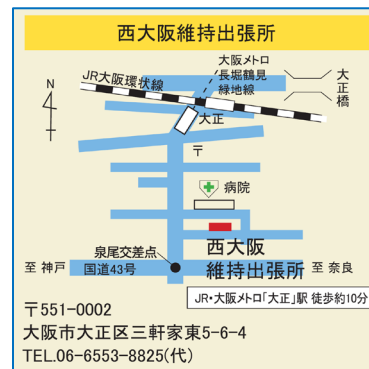 西大阪維持出張所
大阪メトロ
長堀鶴見
緑地線
大正橋
JR大阪環状線
N
大正
〒
病院
泉尾交差点
西大阪
維持出張所
至 神戸
国道43号
至 奈良
JR・大阪メトロ「大正」駅 徒歩約10分
〒551-0002
大阪市大正区三軒家東5-6-4
TEL.06-6553-8825(代)